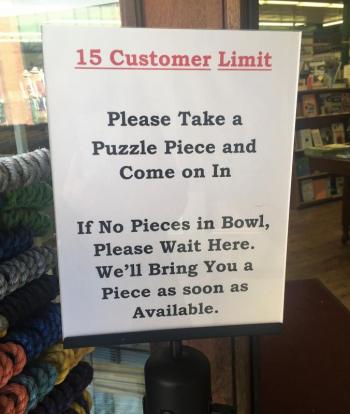 15 Customer Limit
Please Take a
Puzzle Piece and
Come on In
If No Pieces in Bowl,
Please Wait Here.
We'll Bring You a
Piece as soon as
Available.